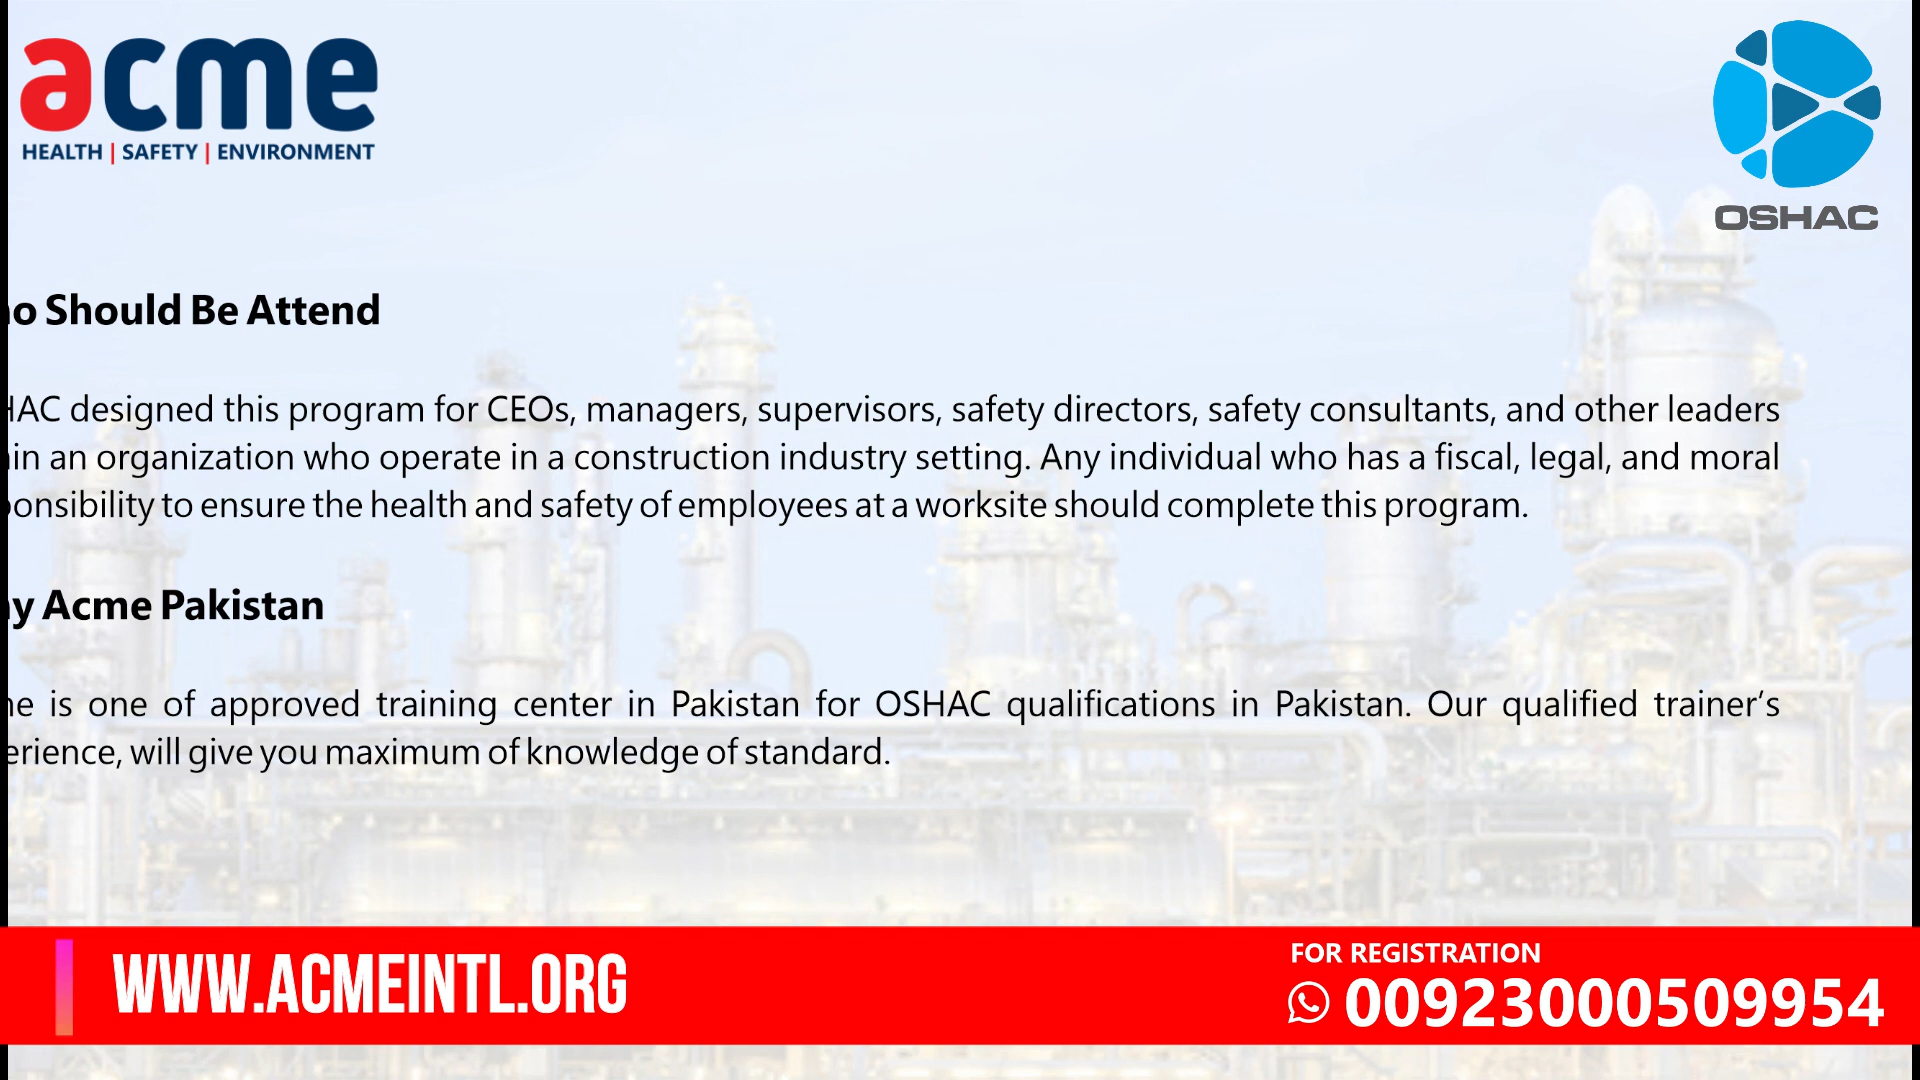 acme
HEALTH | SAFETY | ENVIRONMENT
OSHAC
Should Be Attend
designed this program for CEOs, managers, supervisors, safety directors, safety consultants, and other leaders
an organization who operate in a construction industry setting. Any individual who has a fiscal, legal, and moral
to ensure the health and safety of employees at a worksite should complete this program.
Acme Pakistan
is one of approved training center in Pakistan for OSHAC qualifications in Pakistan. Our qualified trainer’s
will give you maximum of knowledge of standard.
WWW.ACMEINTL.ORG
FOR REGISTRATION
00923000509954